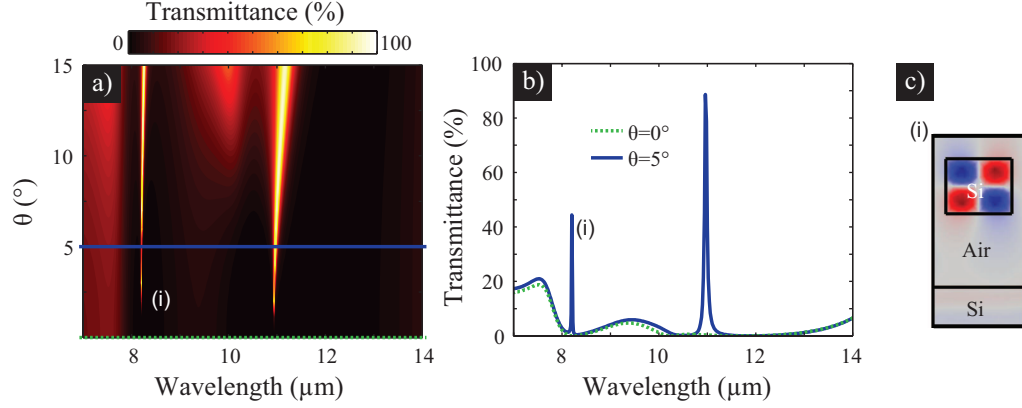 Transmittance (%)
0
100
a)
15
10
5
θ (°)
(i)
8
10
12
14
Wavelength (µm)
b)
100
80
60
40
20
0
Transmittance (%)
θ=0°
θ=5°
(i)
8
10
12
14
Wavelength (µm)
c)
(i)
Si
Air
Si